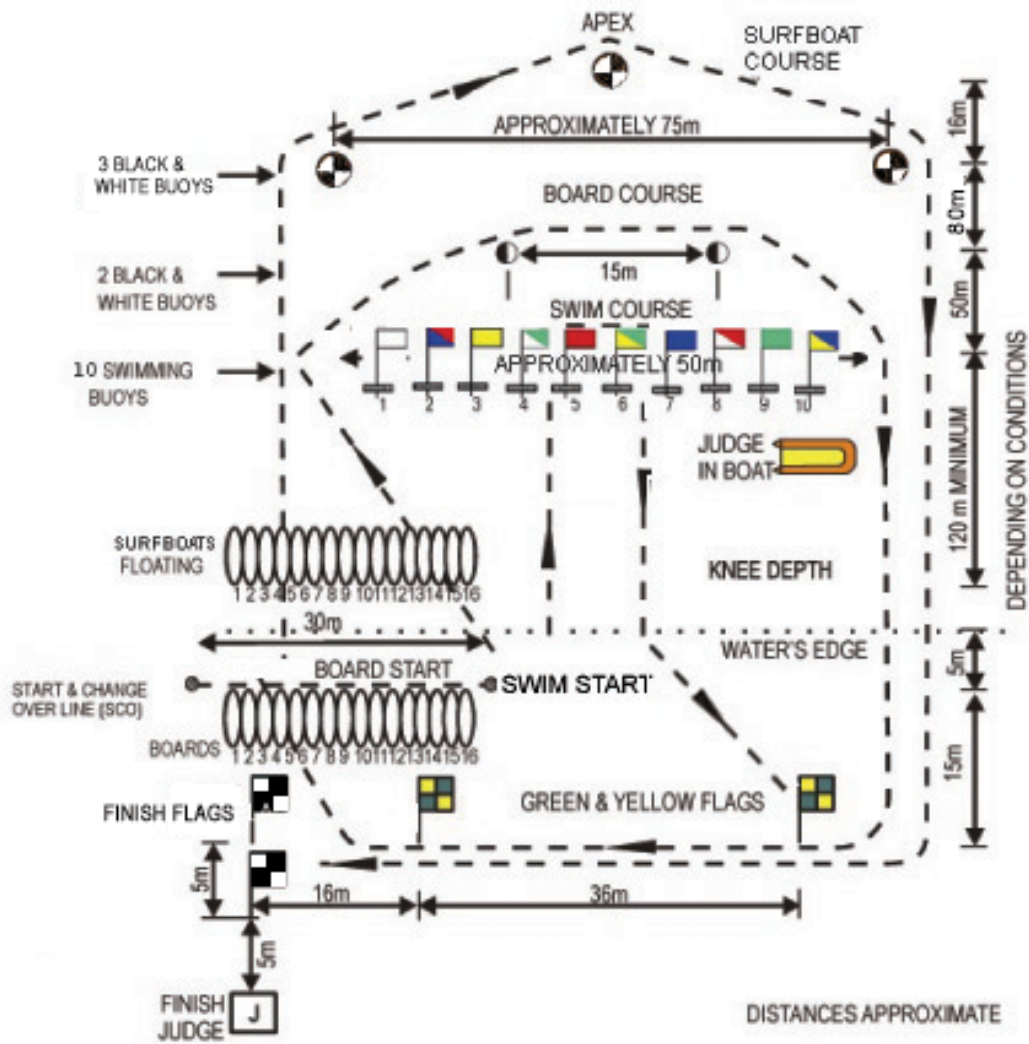 APEX
SURFBOAT
COURSE
16m
APPROXIMATELY 75m
3 BLACK &
WHITE BUOYS
BOARD COURSE
80m
2 BLACK &
WHITE BUOYS
15m
50m
SWIM COURSE
10 SWIMMING
BUOYS
APPROXIMATELY 50m
1 2 3 4 5 6 7 8 9 10
JUDGE
IN BOAT
120 m MINIMUM
DEPENDING ON CONDITIONS
SURFBOATS
FLOATING
1 2 3 4 5 6 7 8 9 10 11 12 13 14 15 16
KNEE DEPTH
30m
WATER'S EDGE
5m
BOARD START
SWIM START
START & CHANGE
OVER LINE (SCO)
BOARDS
1 2 3 4 5 6 7 8 9 10 11 12 13 14 15 16
15m
FINISH FLAGS
GREEN & YELLOW FLAGS
5m
16m
36m
5m
FINISH
JUDGE
J
DISTANCES APPROXIMATE